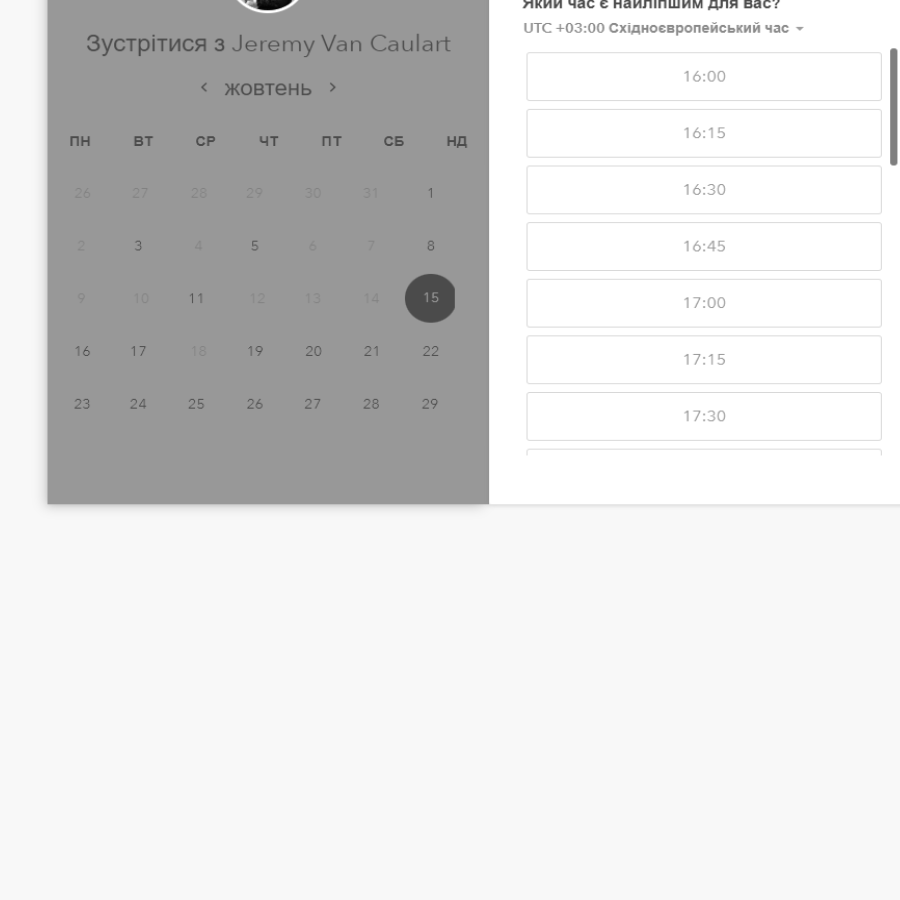 Зустрітися з Jeremy Van Caulart
жовтень
ПН ВТ СР ЧТ ПТ СБ НД
26 27 28 29 30 31 1
2 3 4 5 6 7 8
9 10 11 12 13 14 15
16 17 18 19 20 21 22
23 24 25 26 27 28 29
Який час є найліпшим для вас?
UTC +03:00 Східноєвропейський час
16:00
16:15
16:30
16:45
17:00
17:15
17:30